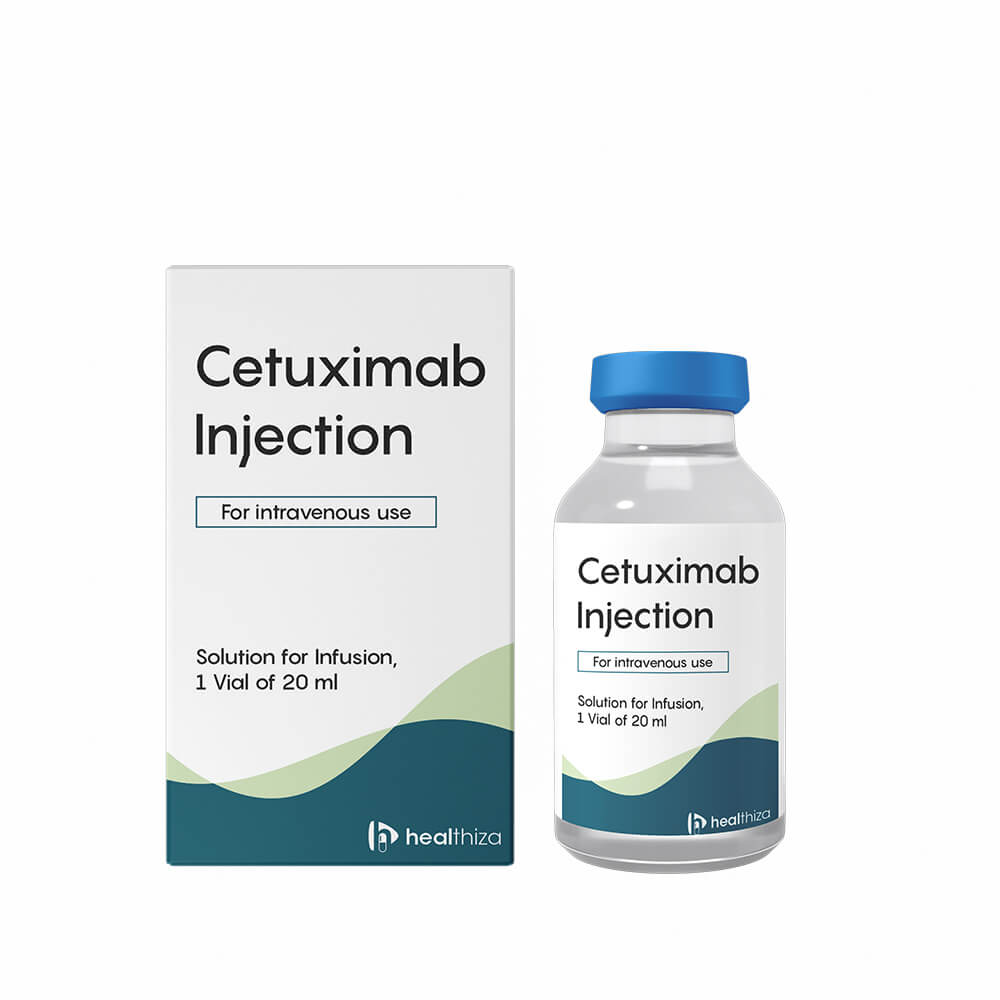 Cetuximab
Injection
For intravenous use
Solution for Infusion,
1 Vial of 20 ml
healthiza
Cetuximab
Injection
For intravenous use
Solution for Infusion,
1 Vial of 20 ml
healthiza